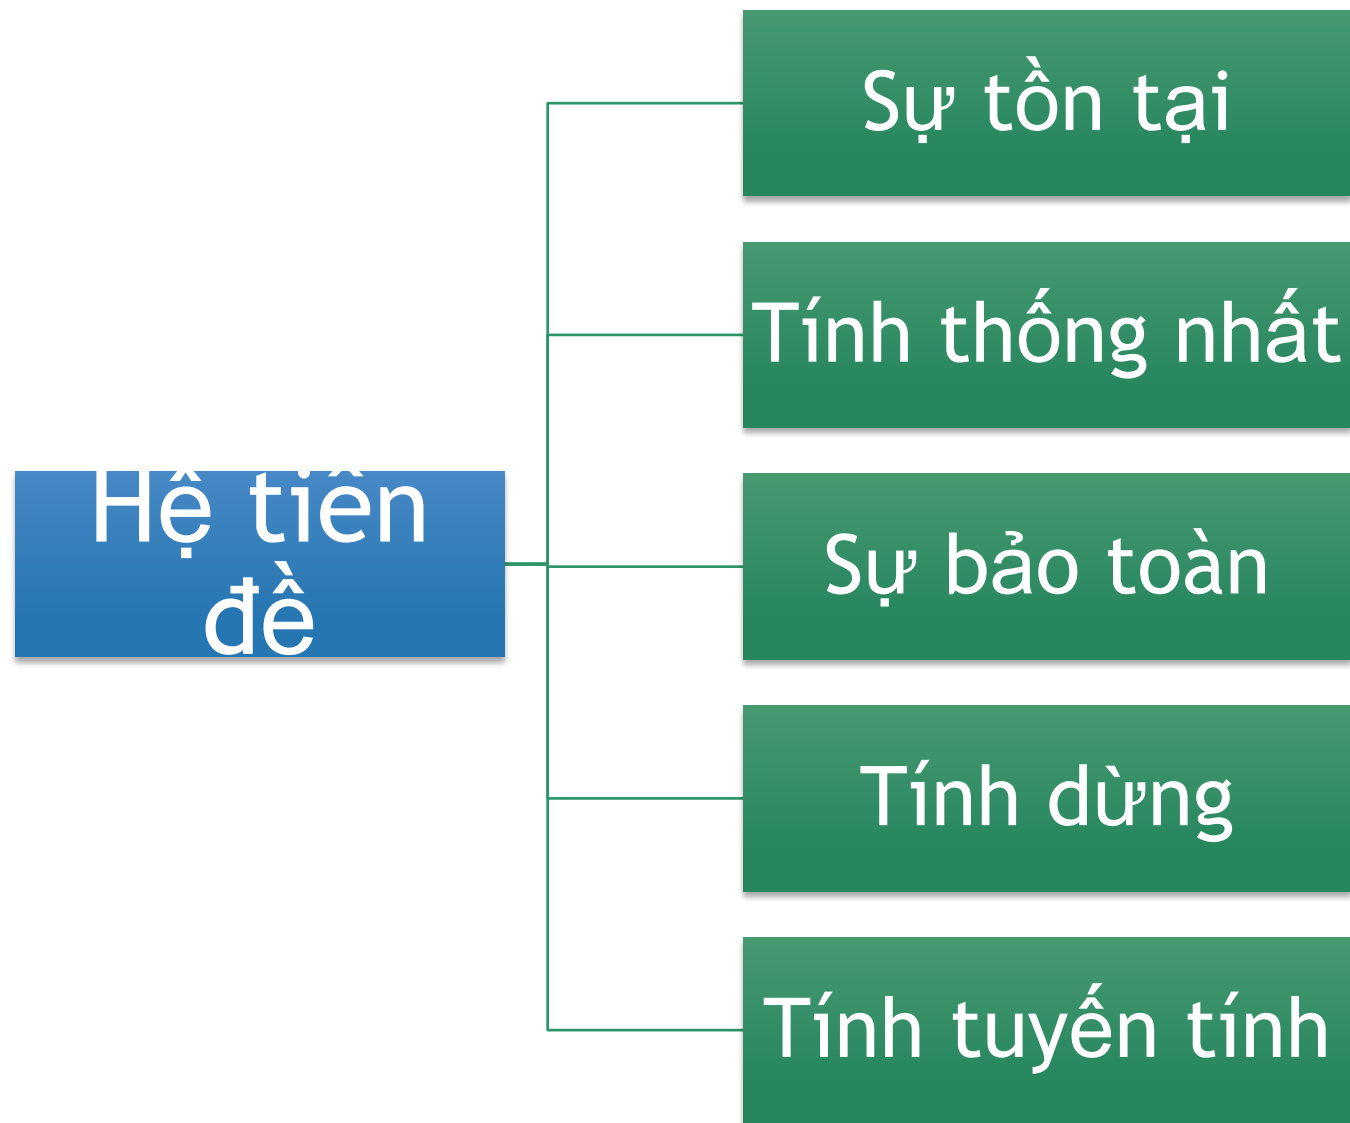 Sự tồn tại
Tính thống nhất
Hệ tiên
đề
Sự bảo toàn
Tính dừng
Tính tuyến tính